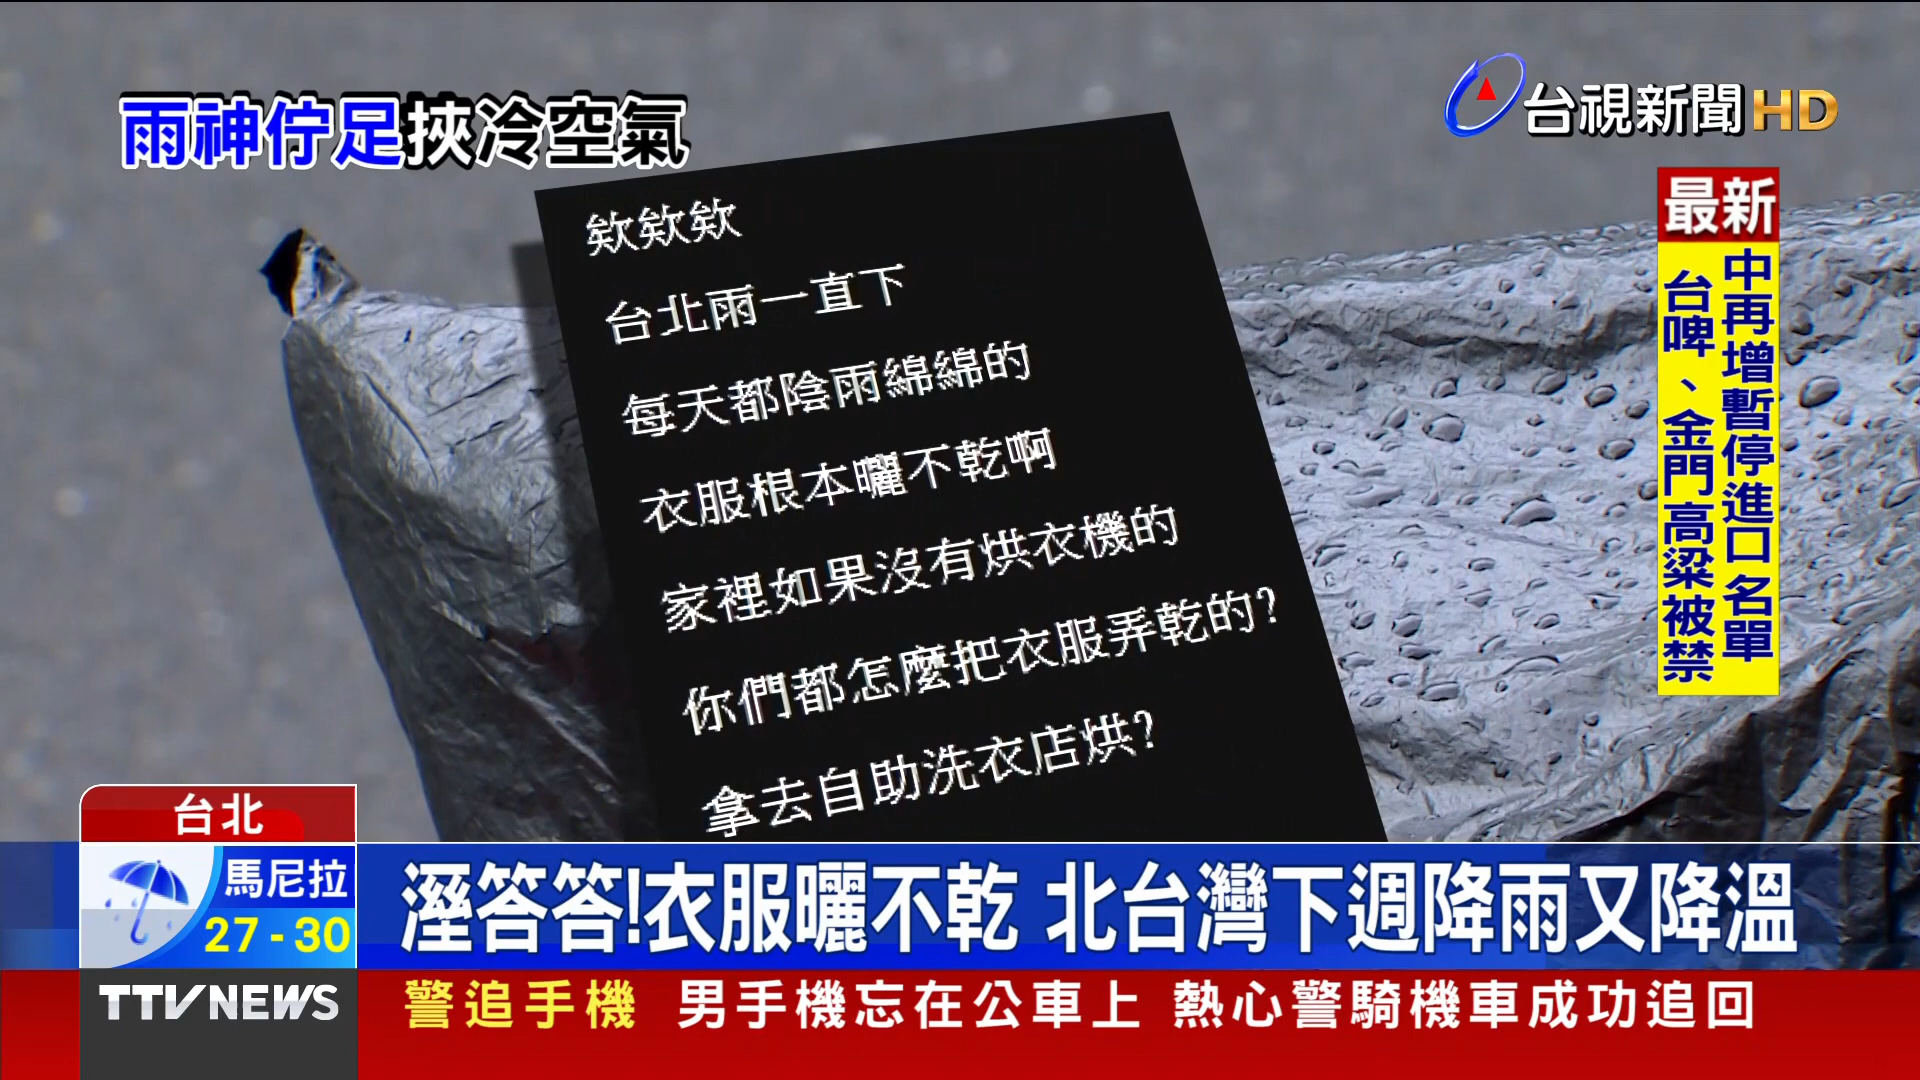 雨神佇足挾冷空氣
台視新聞HD
最新
中再增暫停進口名單
台啤、金門高粱被禁
欸欸欸
台北雨一直下
每天都陰雨綿綿的
衣服根本曬不乾啊
家裡如果沒有烘衣機的
你們都怎麼把衣服弄乾的?
拿去自助洗衣店烘?
台北
馬尼拉
27-30
溼答答!衣服曬不乾 北台灣下週降雨又降溫
TTV NEWS
警追手機 男手機忘在公車上 熱心警騎機車成功追回